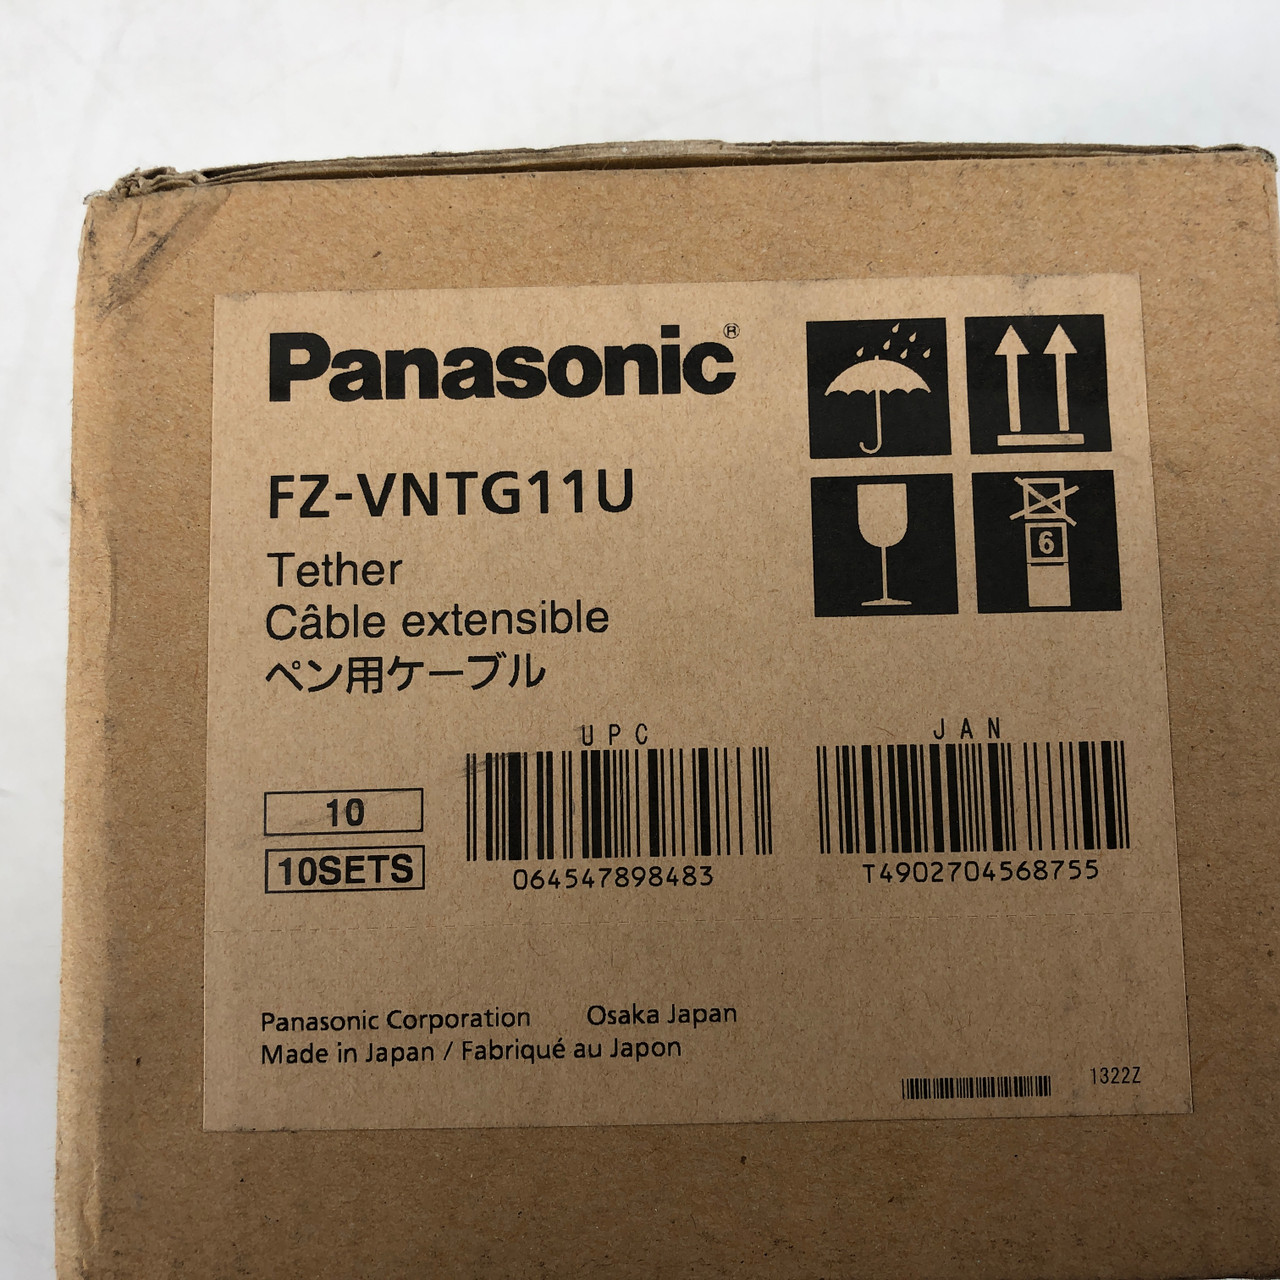 Panasonic®
FZ-VNTG11U
Tether
Câble extensible
ペン用ケーブル
6
UPC
JAN
10
10SETS
064547898483
T4902704568755
Panasonic Corporation Osaka Japan
Made in Japan / Fabriqué au Japon
1322Z